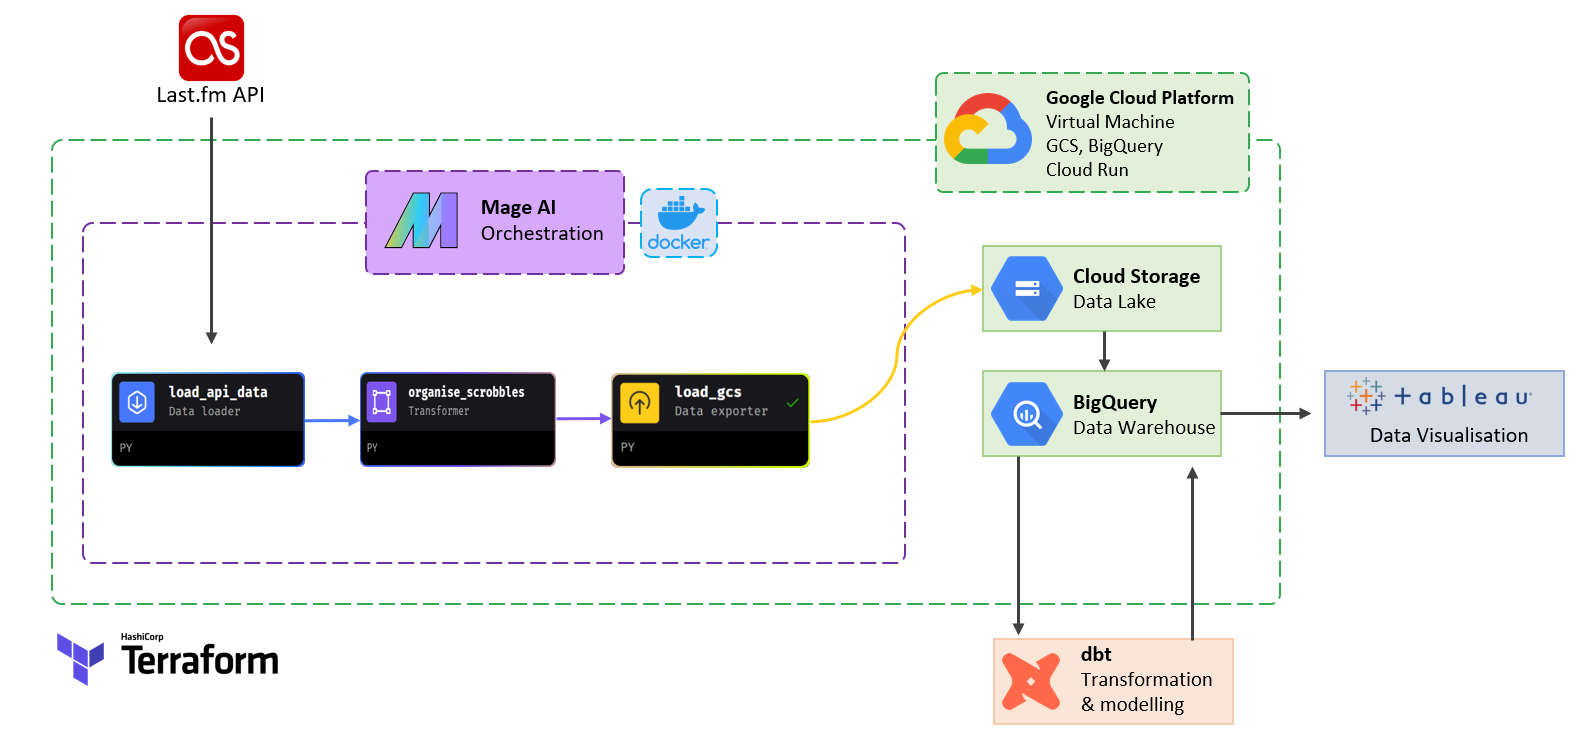 Last.fm API
Google Cloud Platform
Virtual Machine
GCS, BigQuery
Cloud Run
Mage AI
Orchestration
docker
Cloud Storage
Data Lake
load_api_data
Data loader
PY
organise_scrobbles
Transformer
PY
load_gcs
Data exporter
PY
BigQuery
Data Warehouse
+ a b l e a u
Data Visualisation
HashiCorp
Terraform
dbt
Transformation
& modelling